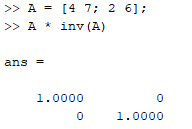 >> A = [4 7; 2 6];
>> A * inv(A)
ans =
1.0000 0
0 1.0000